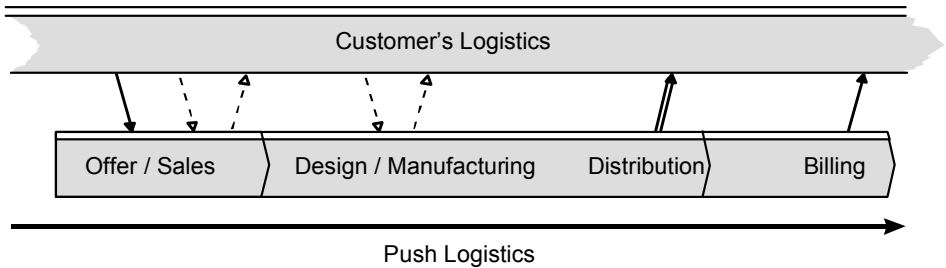 Customer’s Logistics
Offer / Sales
Design / Manufacturing
Distribution
Billing
Push Logistics